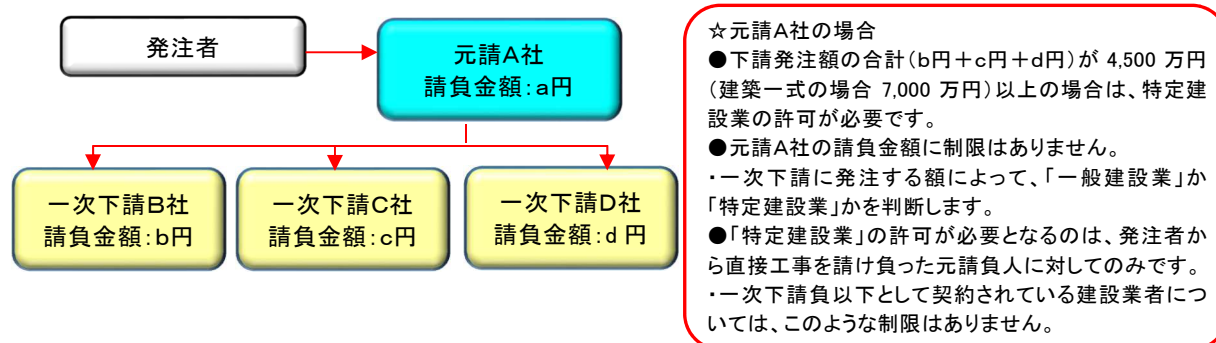 発注者
元請A社
請負金額:a円
一次下請B社
請負金額:b円
一次下請C社
請負金額:c円
一次下請D社
請負金額:d 円
☆元請A社の場合
●下請発注額の合計(b円+c円+d円)が 4,500 万円
(建築一式の場合 7,000 万円)以上の場合は、特定建
設業の許可が必要です。
●元請A社の請負金額に制限はありません。
・一次下請に発注する額によって、「一般建設業」か
「特定建設業」かを判断します。
●「特定建設業」の許可が必要となるのは、発注者か
ら直接工事を請け負った元請負人に対してのみです。
・一次下請負以下として契約されている建設業者につ
いては、このような制限はありません。